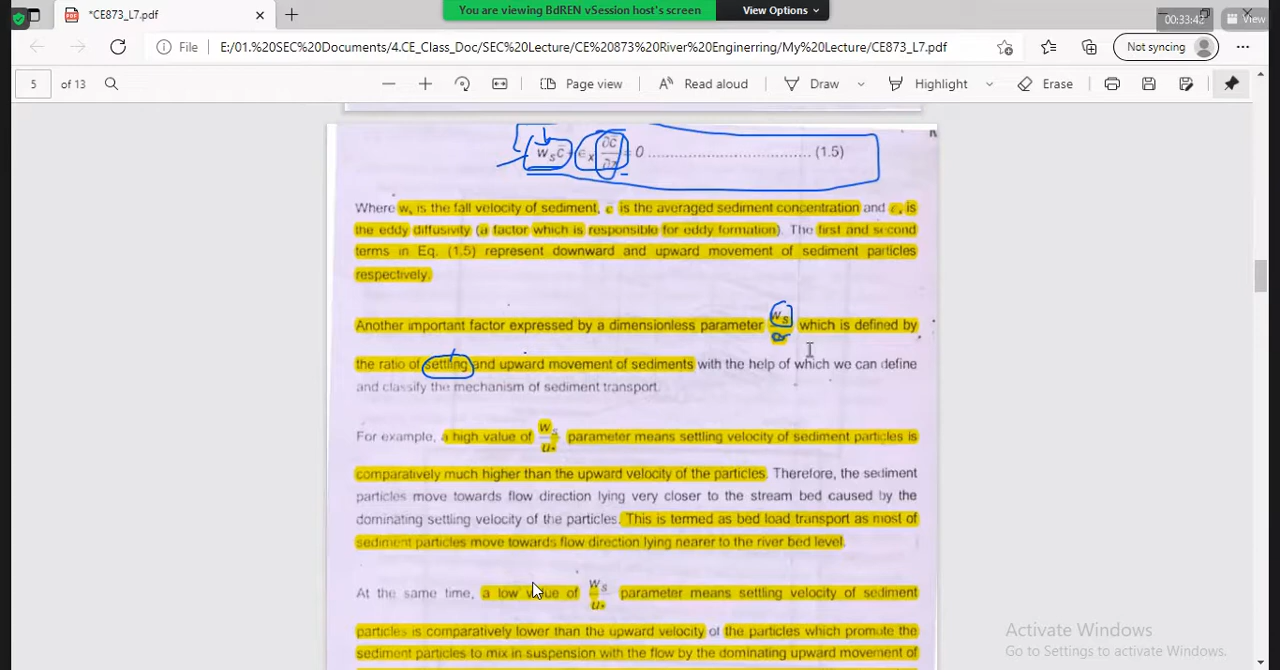 You are viewing BdREN vSession host's screen
View Options
*CE873_L7.pdf
00:33:42
View
File
E:/01.%20SEC%20Documents/4.CE_Class_Doc/SEC%20Lecture/CE%20873%20River%20Enginerring/My%20Lecture/CE873_L7.pdf
Not syncing
5 of 13
Page view
Read aloud
Draw
Highlight
Erase
w_s c̄ ∂c̄ = 0 ........................................ (1.5)
Where w_s is the fall velocity of sediment, c̄ is the averaged sediment concentration and is
the eddy diffusivity (a factor which is responsible for eddy formation). The first and second
terms in Eq. (1.5) represent downward and upward movement of sediment particles
respectively.
Another important factor expressed by a dimensionless parameter w_s which is defined by
the ratio of settling and upward movement of sediments with the help of which we can define
and classify the mechanism of sediment transport.
For example, a high value of w_s/u_* parameter means settling velocity of sediment particles is
comparatively much higher than the upward velocity of the particles. Therefore, the sediment
particles move towards flow direction lying very closer to the stream bed caused by the
dominating settling velocity of the particles. This is termed as bed load transport as most of
sediment particles move towards flow direction lying nearer to the river bed level.
At the same time, a low value of w_s/u_* parameter means settling velocity of sediment
particles is comparatively lower than the upward velocity of the particles which promote the
sediment particles to mix in suspension with the flow by the dominating upward movement of
Activate Windows
Go to Settings to activate Windows.